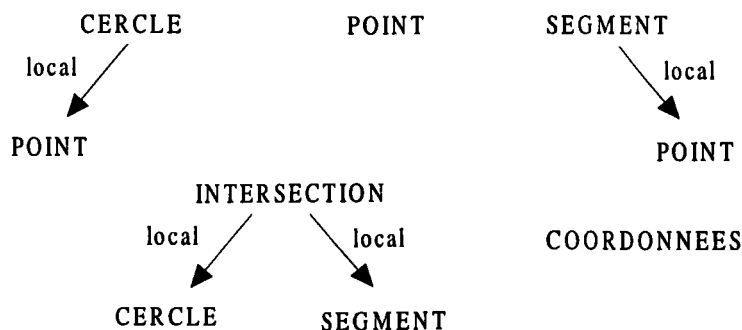 CERCLE POINT SEGMENT
local local
POINT POINT
INTERSECTION
local local COORDONNEES
CERCLE SEGMENT